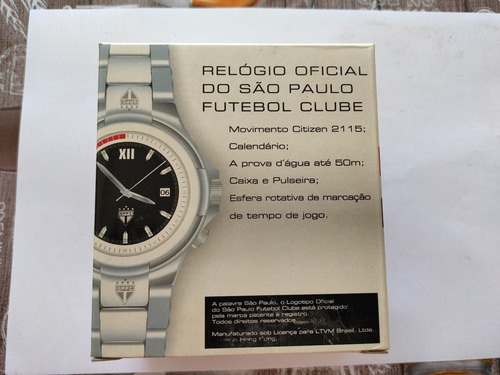 RELÓGIO OFICIAL
DO SÃO PAULO
FUTEBOL CLUBE
Movimento Citizen 2115;
Calendário;
A prova d'água até 50m;
Caixa e Pulseira;
Esfera rotativa de marcação
de tempo de jogo.
XII
06
A palavra São Paulo, o Logotipo Oficial
do São Paulo Futebol Clube está protegido
pela marca patente e registro.
Todos direitos reservados
Manufaturado sob Licença para LTVM Brasil, Ltda.
Hong Kong.